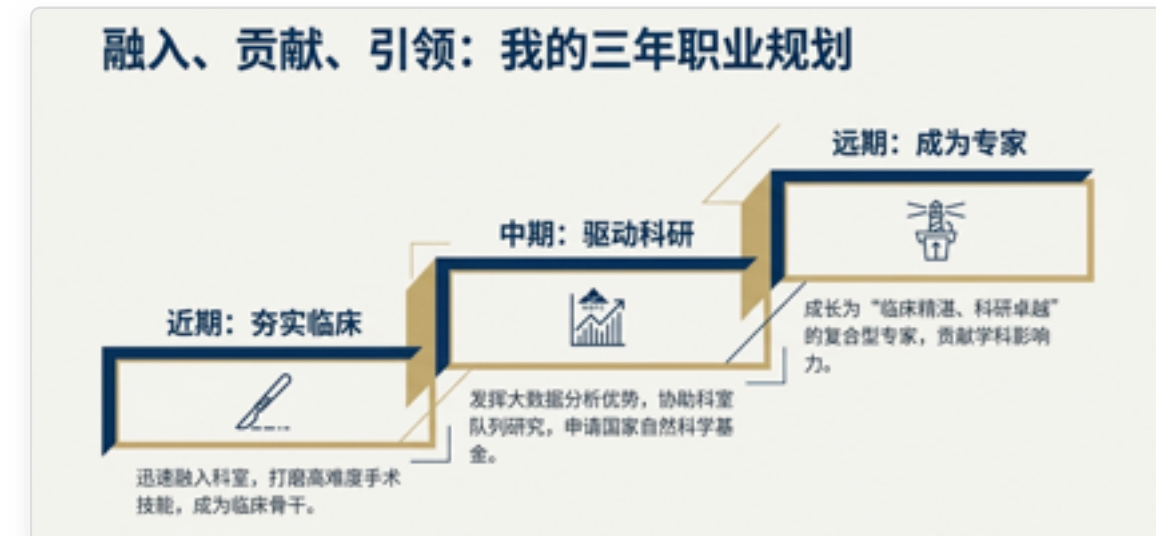 融入、贡献、引领：我的三年职业规划
近期：夯实临床
迅速融入科室，打磨高难度手术
技能，成为临床骨干。
中期：驱动科研
发挥大数据分析优势，协助科室
队列研究，申请国家自然科学基
金。
远期：成为专家
成长为“临床精湛、科研卓越”
的复合型专家，贡献学科影响
力。